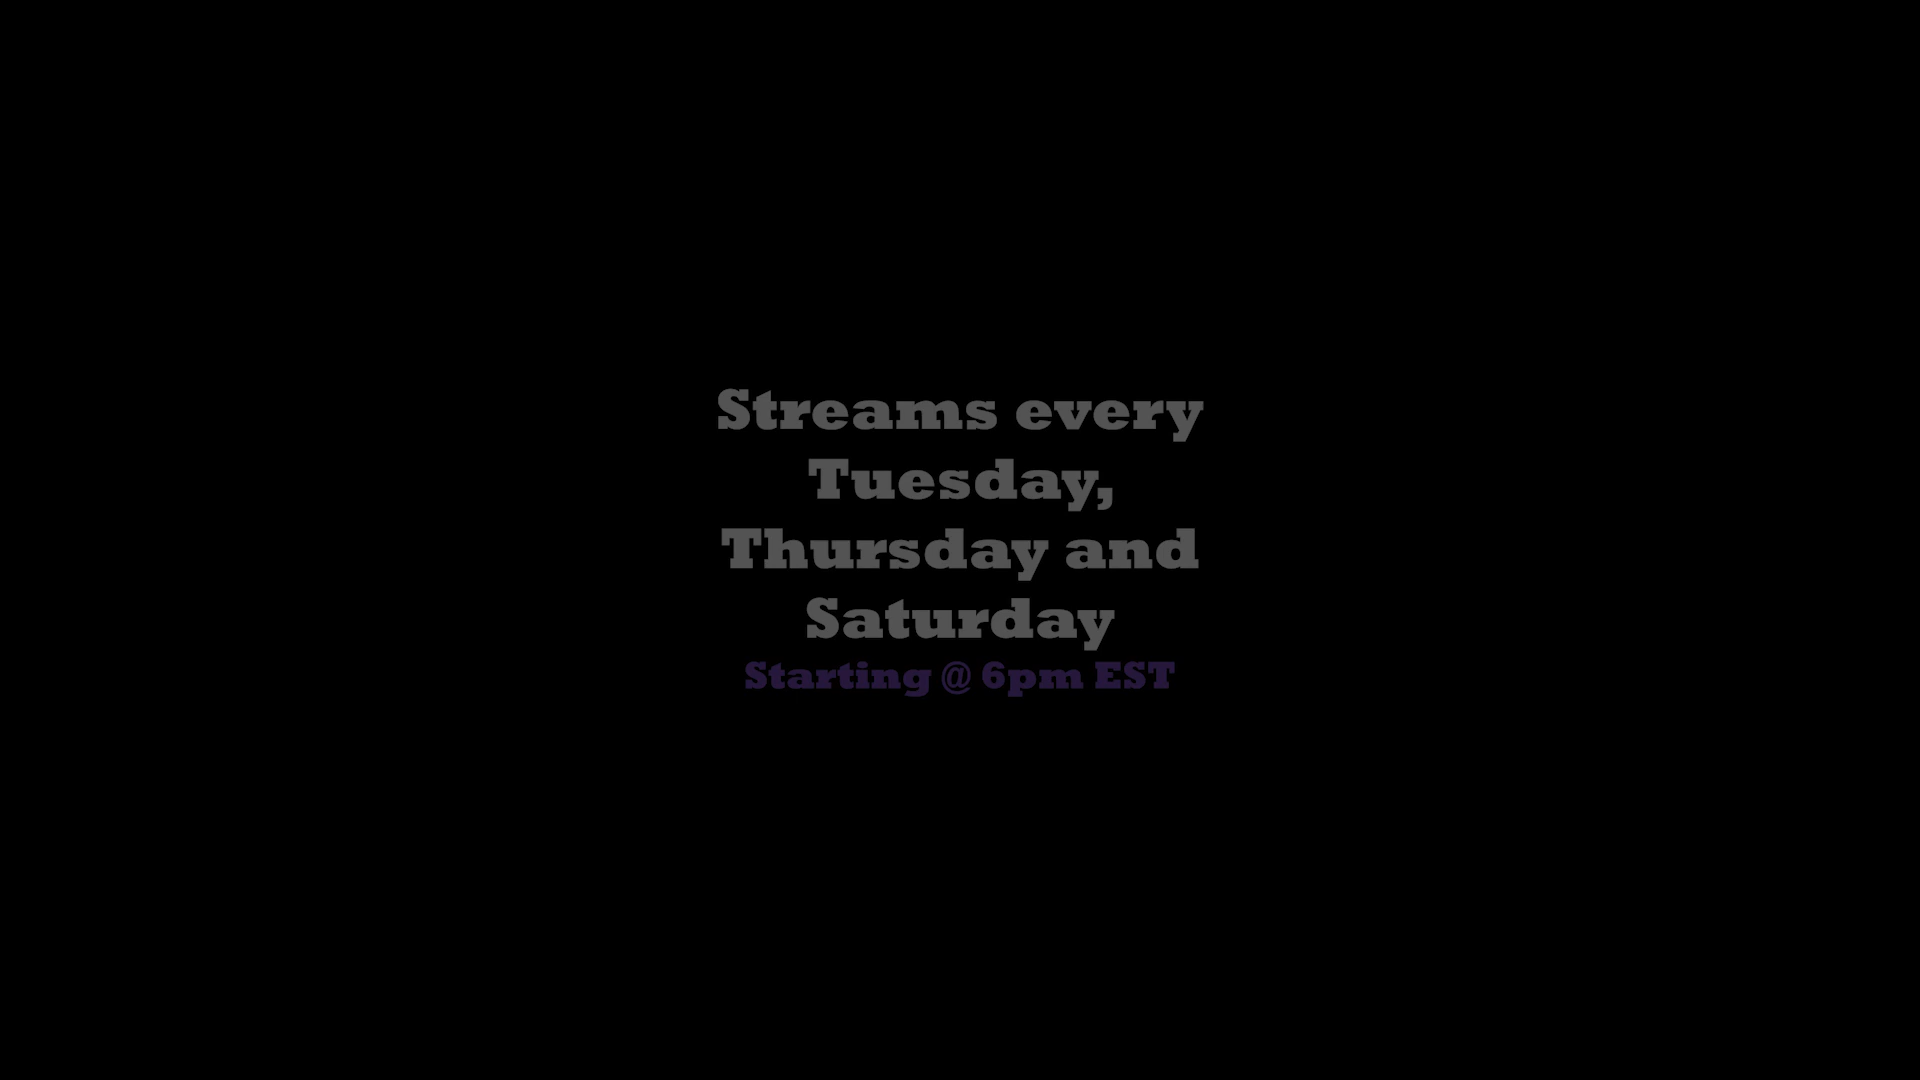 Streams every
Tuesday,
Thursday and
Saturday
Starting @ 6pm EST